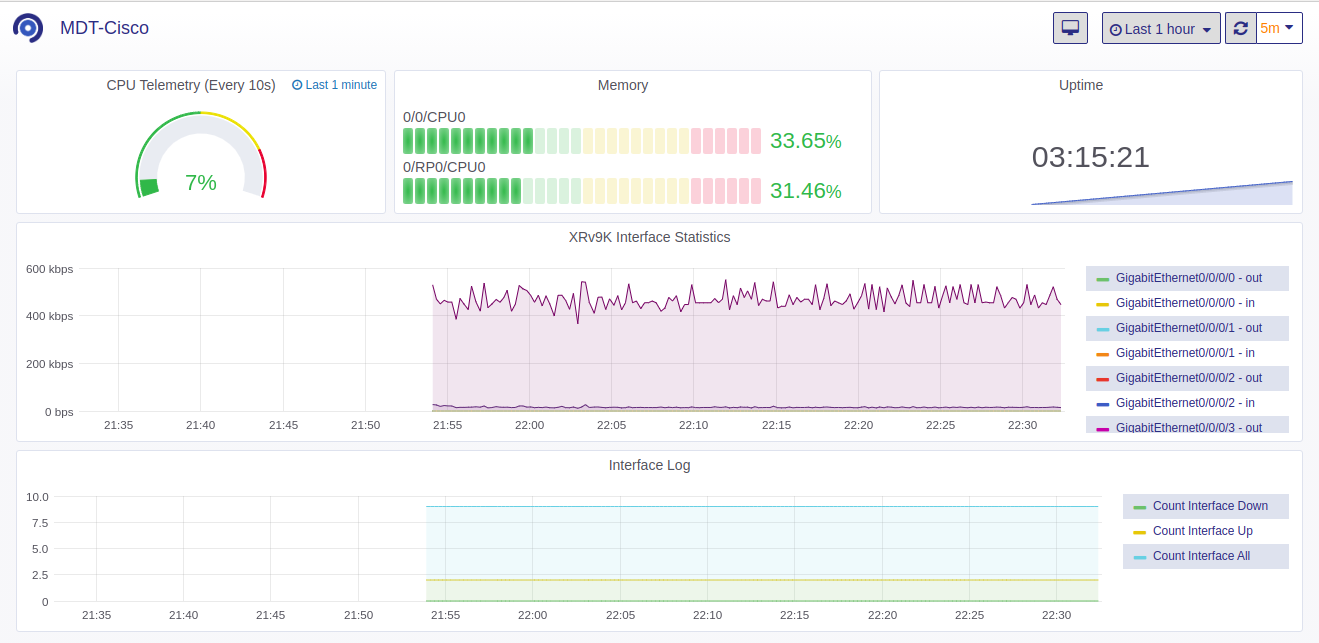 MDT-Cisco
Last 1 hour
5m
CPU Telemetry (Every 10s)
Last 1 minute
7%
Memory
0/0/CPU0
33.65%
0/RP0/CPU0
31.46%
Uptime
03:15:21
XRv9K Interface Statistics
600 kbps
400 kbps
200 kbps
0 bps
21:35 21:40 21:45 21:50 21:55 22:00 22:05 22:10 22:15 22:20 22:25 22:30
GigabitEthernet0/0/0/0 - out
GigabitEthernet0/0/0/0 - in
GigabitEthernet0/0/0/1 - out
GigabitEthernet0/0/0/1 - in
GigabitEthernet0/0/0/2 - out
GigabitEthernet0/0/0/2 - in
GigabitEthernet0/0/0/3 - out
Interface Log
10.0
7.5
5.0
2.5
0
21:35 21:40 21:45 21:50 21:55 22:00 22:05 22:10 22:15 22:20 22:25 22:30
Count Interface Down
Count Interface Up
Count Interface All